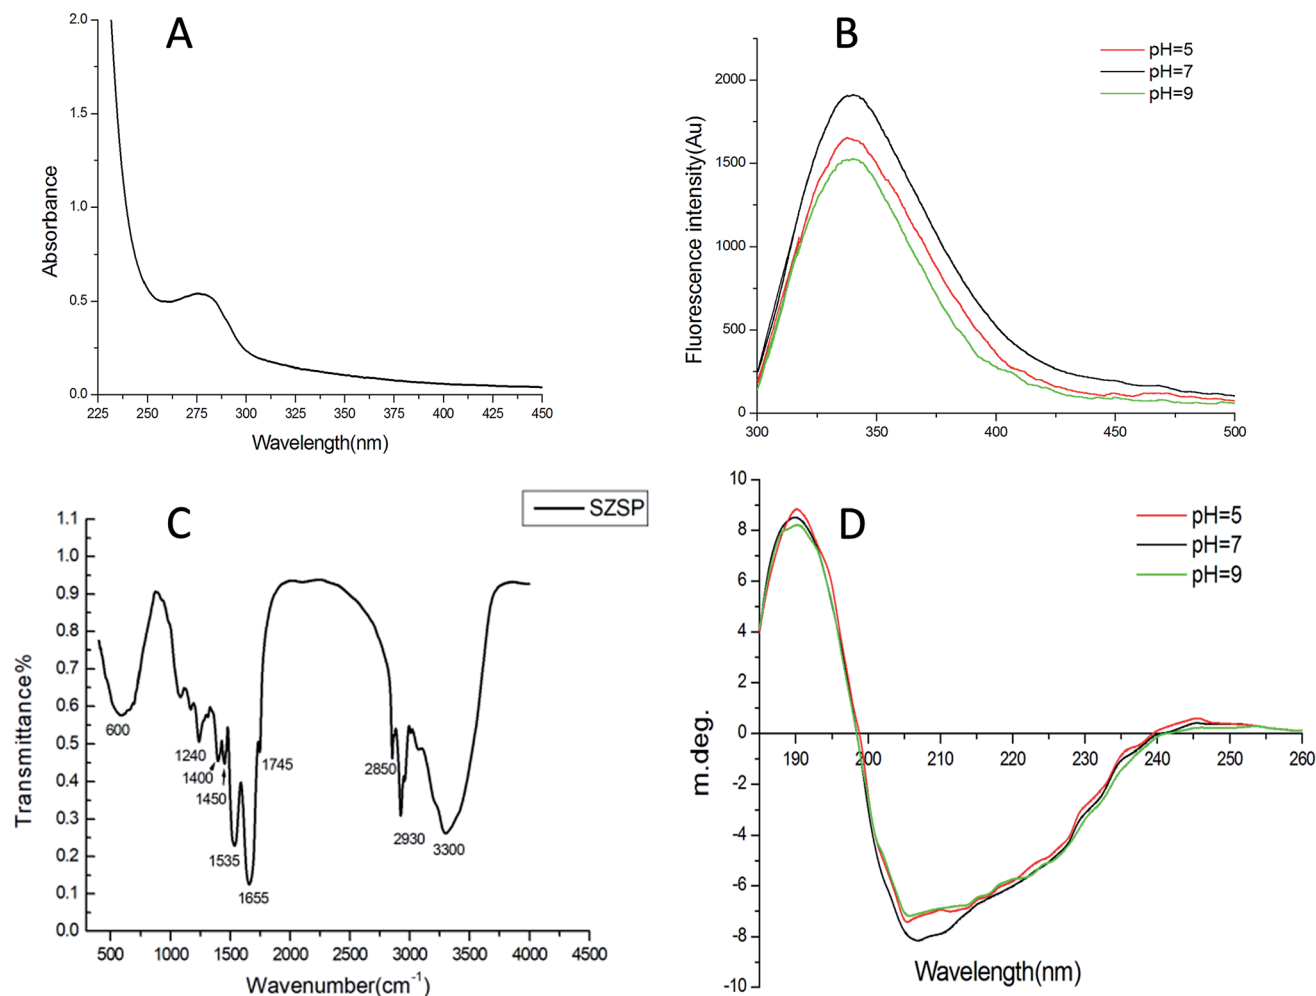 A
2.0
1.5
1.0
0.5
0.0
Absorbance
225 250 275 300 325 350 375 400 425 450
Wavelength(nm)
B
pH=5
pH=7
pH=9
2000
1500
1000
500
0
Fluorescence intensity(Au)
300 350 400 450 500
C
SZSP
1.1
1.0
0.9
0.8
0.7
0.6
0.5
0.4
0.3
0.2
0.1
0.0
Transmittance%
600
1240
1400
1450
1535
1655
1745
2850
2930
3300
500 1000 1500 2000 2500 3000 3500 4000 4500
Wavenumber(cm⁻¹)
D
pH=5
pH=7
pH=9
10
8
6
4
2
0
-2
-4
-6
-8
-10
m.deg.
190 200 210 220 230 240 250 260
Wavelength(nm)